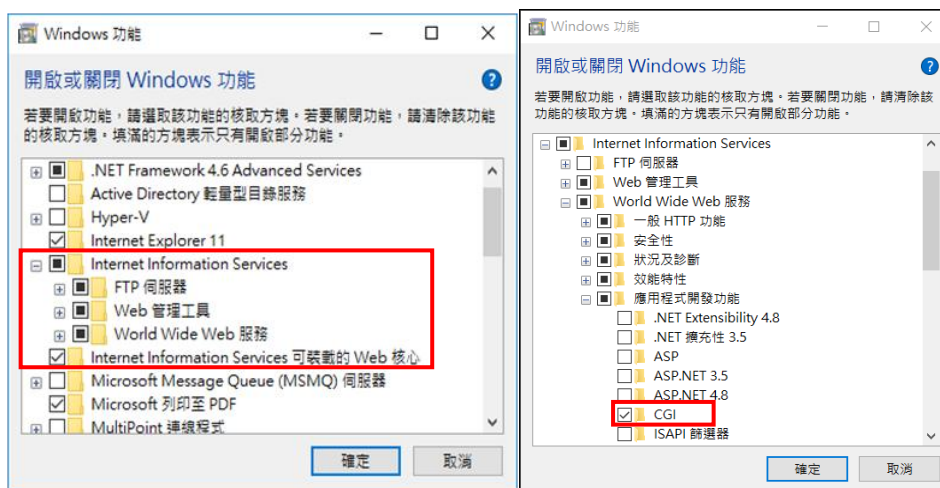 Windows 功能
開啟或關閉 Windows 功能
若要開啟功能，請選取該功能的核取方塊。若要關閉功能，請清除該功能
的核取方塊。填滿的方塊表示只有開啟部分功能。
.NET Framework 4.6 Advanced Services
Active Directory 輕量型目錄服務
Hyper-V
Internet Explorer 11
Internet Information Services
FTP 伺服器
Web 管理工具
World Wide Web 服務
Internet Information Services 可裝載的 Web 核心
Microsoft Message Queue (MSMQ) 伺服器
Microsoft 列印至 PDF
MultiPoint 連線程式
確定
取消
Windows 功能
開啟或關閉 Windows 功能
若要開啟功能，請選取該功能的核取方塊。若要關閉功能，請清除該
功能的核取方塊。填滿的方塊表示只有開啟部分功能。
Internet Information Services
FTP 伺服器
Web 管理工具
World Wide Web 服務
一般 HTTP 功能
安全性
狀況及診斷
效能特性
應用程式開發功能
.NET Extensibility 4.8
.NET 擴充性 3.5
ASP
ASP.NET 3.5
ASP.NET 4.8
CGI
ISAPI 篩選器
確定
取消